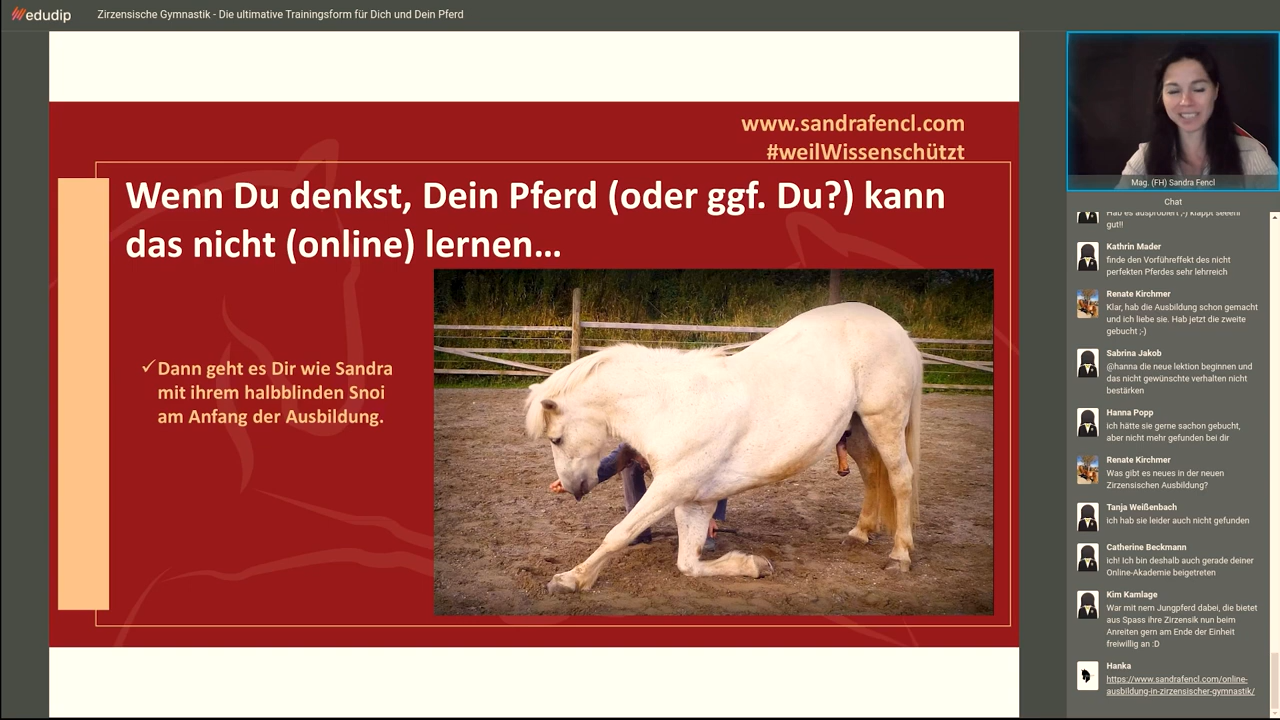 edudip
Zirzensische Gymnastik - Die ultimative Trainingsform für Dich und Dein Pferd
www.sandrafencl.com
#weilWissenschützt
Wenn Du denkst, Dein Pferd (oder ggf. Du?) kann
das nicht (online) lernen…
✓Dann geht es Dir wie Sandra
mit ihrem halbblinden Snoi
am Anfang der Ausbildung.
Mag. (FH) Sandra Fencl
Chat
Hab es ausprobiert ;-) klappt seeehr
gut!!
Kathrin Mader
finde den Vorführeffekt des nicht
perfekten Pferdes sehr lehrreich
Renate Kirchmer
Klar, hab die Ausbildung schon gemacht
und ich liebe sie. Hab jetzt die zweite
gebucht ;-)
Sabrina Jakob
@hanna die neue lektion beginnen und
das nicht gewünschte verhalten nicht
bestärken
Hanna Popp
ich hätte sie gerne sachon gebucht,
aber nicht mehr gefunden bei dir
Renate Kirchmer
Was gibt es neues in der neuen
Zirzensischen Ausbildung?
Tanja Weißenbach
ich hab sie leider auch nicht gefunden
Catherine Beckmann
ich! Ich bin deshalb auch gerade deiner
Online-Akademie beigetreten
Kim Kamlage
War mit nem Jungpferd dabei, die bietet
aus Spass ihre Zirzensik nun beim
Anreiten gern am Ende der Einheit
freiwillig an :D
Hanka
https://www.sandrafencl.com/online-
ausbildung-in-zirzensischer-gymnastik/